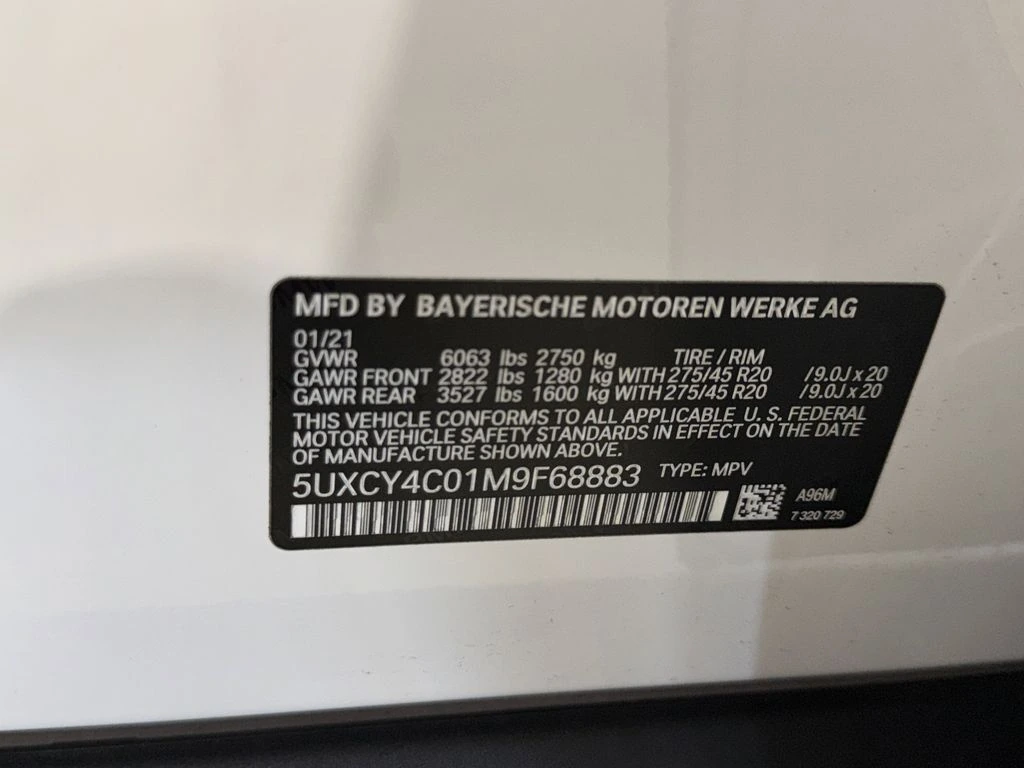 MFD BY BAYERISCHE MOTOREN WERKE AG
01/21
GVWR 6063 lbs 2750 kg TIRE / RIM
GAWR FRONT 2822 lbs 1280 kg WITH 275/45 R20 /9.0J x 20
GAWR REAR 3527 lbs 1600 kg WITH 275/45 R20 /9.0J x 20
THIS VEHICLE CONFORMS TO ALL APPLICABLE U. S. FEDERAL
MOTOR VEHICLE SAFETY STANDARDS IN EFFECT ON THE DATE
OF MANUFACTURE SHOWN ABOVE.
5UXCY4C01M9F68883 TYPE: MPV
A96M
7 320 729